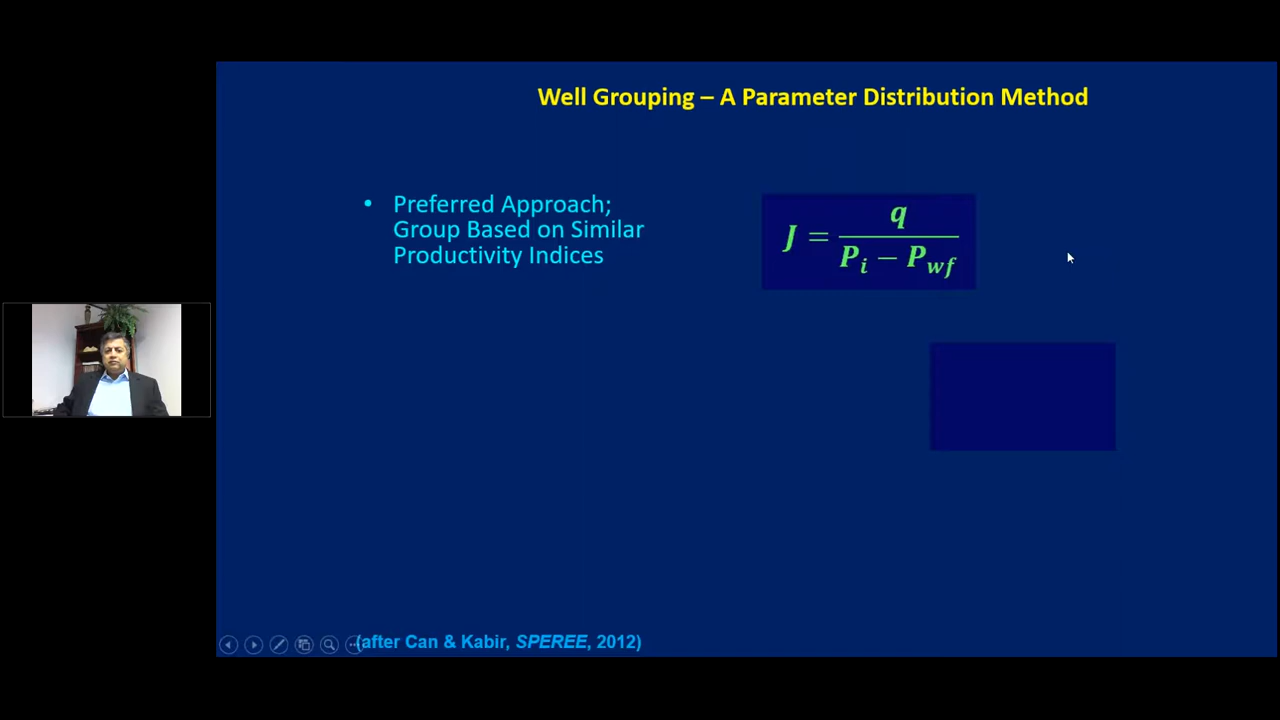 Well Grouping – A Parameter Distribution Method
• Preferred Approach;
Group Based on Similar
Productivity Indices
J = q / (P_i − P_wf)
(after Can & Kabir, SPEREE, 2012)